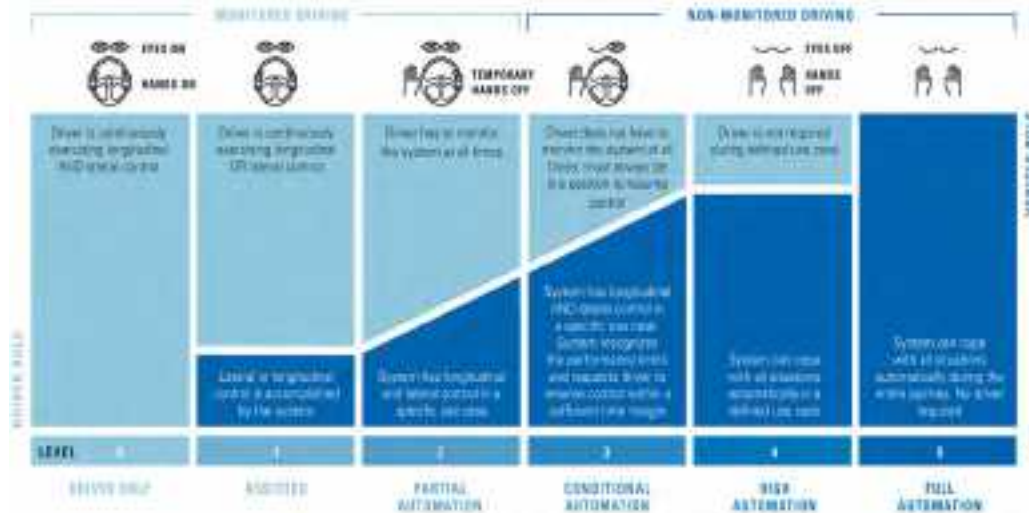 MONITORED DRIVING
NON-MONITORED DRIVING
EYES ON
HANDS ON
TEMPORARY
HANDS OFF
EYES OFF
HANDS
OFF
Driver is continuously
executing longitudinal
AND lateral control
Driver is continuously
executing longitudinal
OR lateral control
Driver has to monitor
the system at all times
Driver does not have to
monitor the system at all
times; must always be
in a position to resume
control
Driver is not required
during defined use case
Lateral or longitudinal
control is accomplished
by the system
System has longitudinal
and lateral control in a
specific use case
System has longitudinal
AND lateral control in
a specific use case.
System recognizes
the performance limits
and requests driver to
resume control within a
sufficient time margin
System can cope
with all situations
automatically in a
defined use case
System can cope
with all situations
automatically during the
entire journey. No driver
required
DRIVER ROLE
LEVEL 0
1
2
3
4
5
DRIVER ONLY
ASSISTED
PARTIAL
AUTOMATION
CONDITIONAL
AUTOMATION
HIGH
AUTOMATION
FULL
AUTOMATION